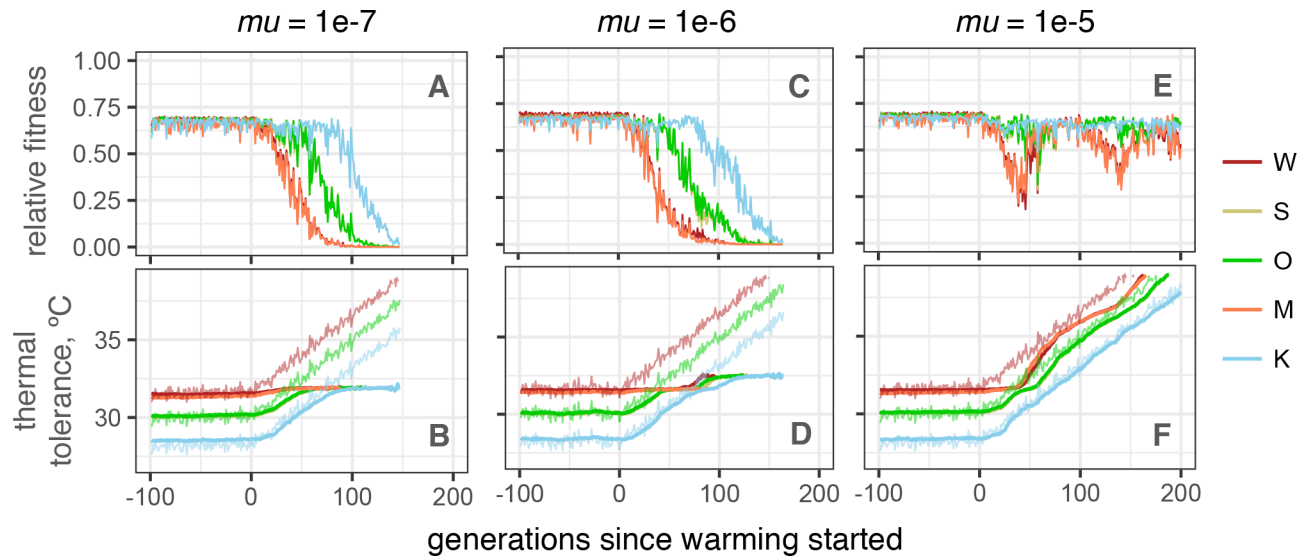 mu = 1e-7 mu = 1e-6 mu = 1e-5
relative fitness
1.00
0.75
0.50
0.25
0.00
A
C
E
thermal
tolerance, ºC
35
30
B
D
F
-100 0 100 200
-100 0 100 200
-100 0 100 200
generations since warming started
W
S
O
M
K